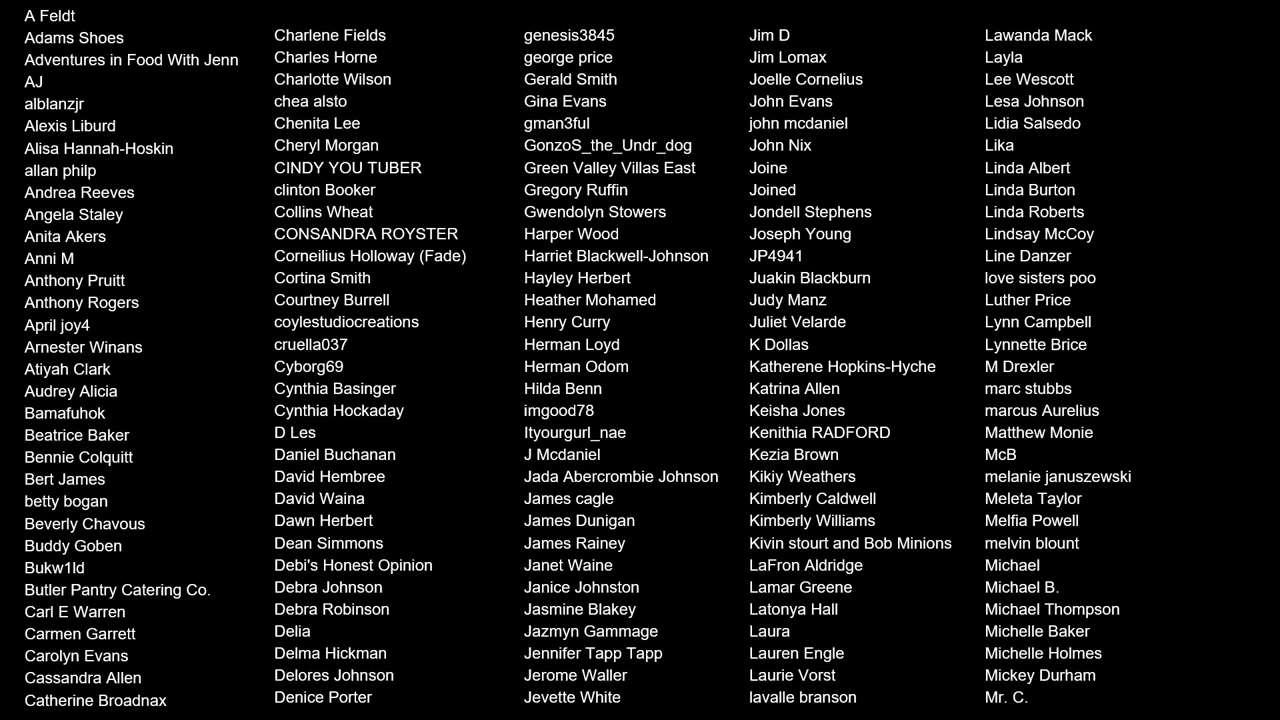 A Feldt
Adams Shoes
Adventures in Food With Jenn
AJ
alblanzjr
Alexis Liburd
Alisa Hannah-Hoskin
allan philp
Andrea Reeves
Angela Staley
Anita Akers
Anni M
Anthony Pruitt
Anthony Rogers
April joy4
Arnester Winans
Atiyah Clark
Audrey Alicia
Bamafuhok
Beatrice Baker
Bennie Colquitt
Bert James
betty bogan
Beverly Chavous
Buddy Goben
Bukw1ld
Butler Pantry Catering Co.
Carl E Warren
Carmen Garrett
Carolyn Evans
Cassandra Allen
Catherine Broadnax
Charlene Fields
Charles Horne
Charlotte Wilson
chea alsto
Chenita Lee
Cheryl Morgan
CINDY YOU TUBER
clinton Booker
Collins Wheat
CONSANDRA ROYSTER
Corneilius Holloway (Fade)
Cortina Smith
Courtney Burrell
coylestudiocreations
cruella037
Cyborg69
Cynthia Basinger
Cynthia Hockaday
D Les
Daniel Buchanan
David Hembree
David Waina
Dawn Herbert
Dean Simmons
Debi's Honest Opinion
Debra Johnson
Debra Robinson
Delia
Delma Hickman
Delores Johnson
Denice Porter
genesis3845
george price
Gerald Smith
Gina Evans
gman3ful
GonzoS_the_Undr_dog
Green Valley Villas East
Gregory Ruffin
Gwendolyn Stowers
Harper Wood
Harriet Blackwell-Johnson
Hayley Herbert
Heather Mohamed
Henry Curry
Herman Loyd
Herman Odom
Hilda Benn
imgood78
Ityourgurl_nae
J Mcdaniel
Jada Abercrombie Johnson
James cagle
James Dunigan
James Rainey
Janet Waine
Janice Johnston
Jasmine Blakey
Jazmyn Gammage
Jennifer Tapp Tapp
Jerome Waller
Jevette White
Jim D
Jim Lomax
Joelle Cornelius
John Evans
john mcdaniel
John Nix
Joine
Joined
Jondell Stephens
Joseph Young
JP4941
Juakin Blackburn
Judy Manz
Juliet Velarde
K Dollas
Katherene Hopkins-Hyche
Katrina Allen
Keisha Jones
Kenithia RADFORD
Kezia Brown
Kikiy Weathers
Kimberly Caldwell
Kimberly Williams
Kivin stourt and Bob Minions
LaFron Aldridge
Lamar Greene
Latonya Hall
Laura
Lauren Engle
Laurie Vorst
lavalle branson
Lawanda Mack
Layla
Lee Wescott
Lesa Johnson
Lidia Salsedo
Lika
Linda Albert
Linda Burton
Linda Roberts
Lindsay McCoy
Line Danzer
love sisters poo
Luther Price
Lynn Campbell
Lynnette Brice
M Drexler
marc stubbs
marcus Aurelius
Matthew Monie
McB
melanie januszewski
Meleta Taylor
Melfia Powell
melvin blount
Michael
Michael B.
Michael Thompson
Michelle Baker
Michelle Holmes
Mickey Durham
Mr. C.